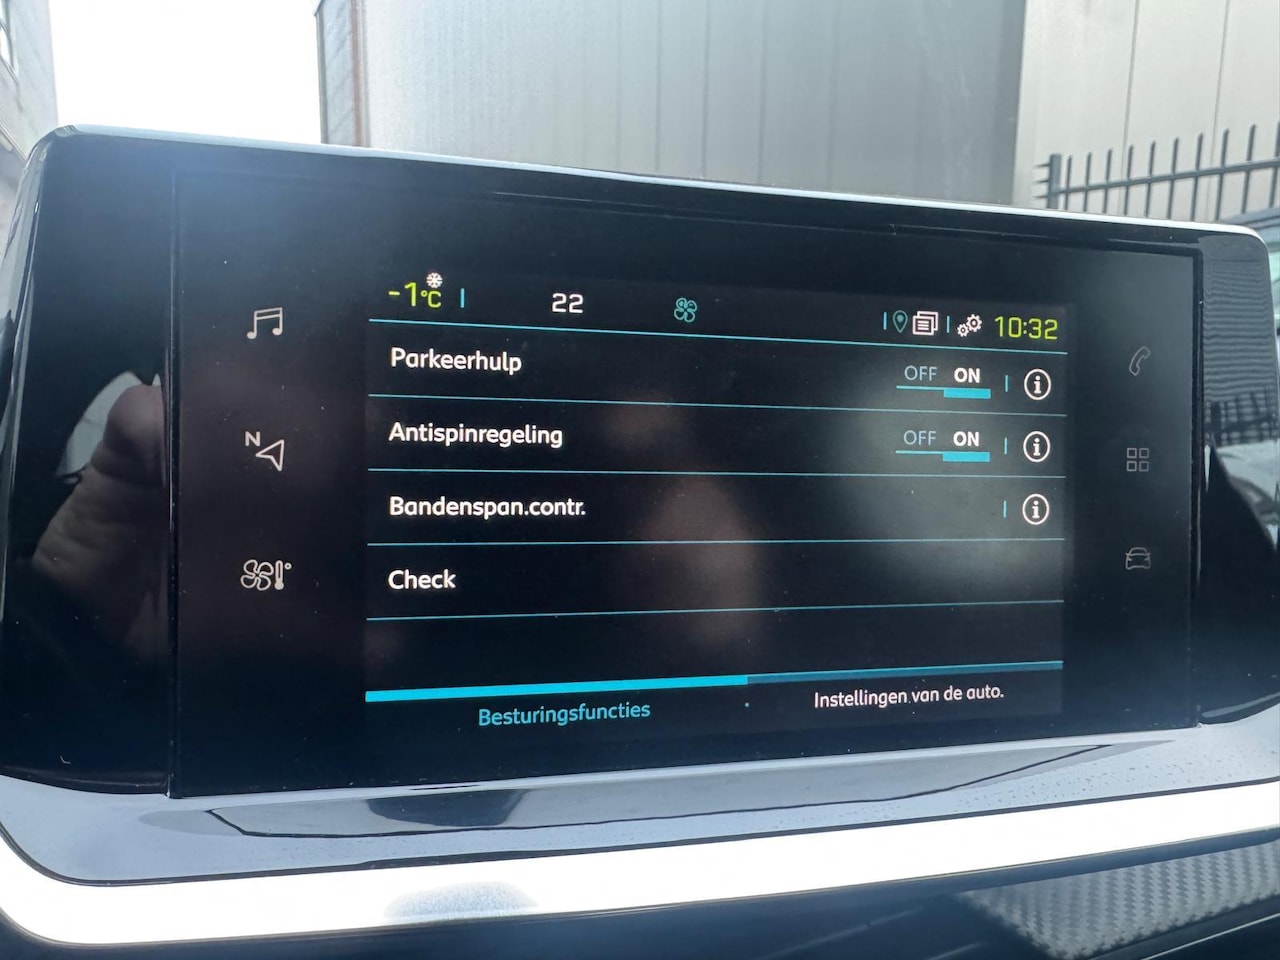 -1°C 22 10:32
Parkeerhulp OFF ON i
Antispinregeling OFF ON i
N
Bandenspan.contr. i
Check
Besturingsfuncties Instellingen van de auto.